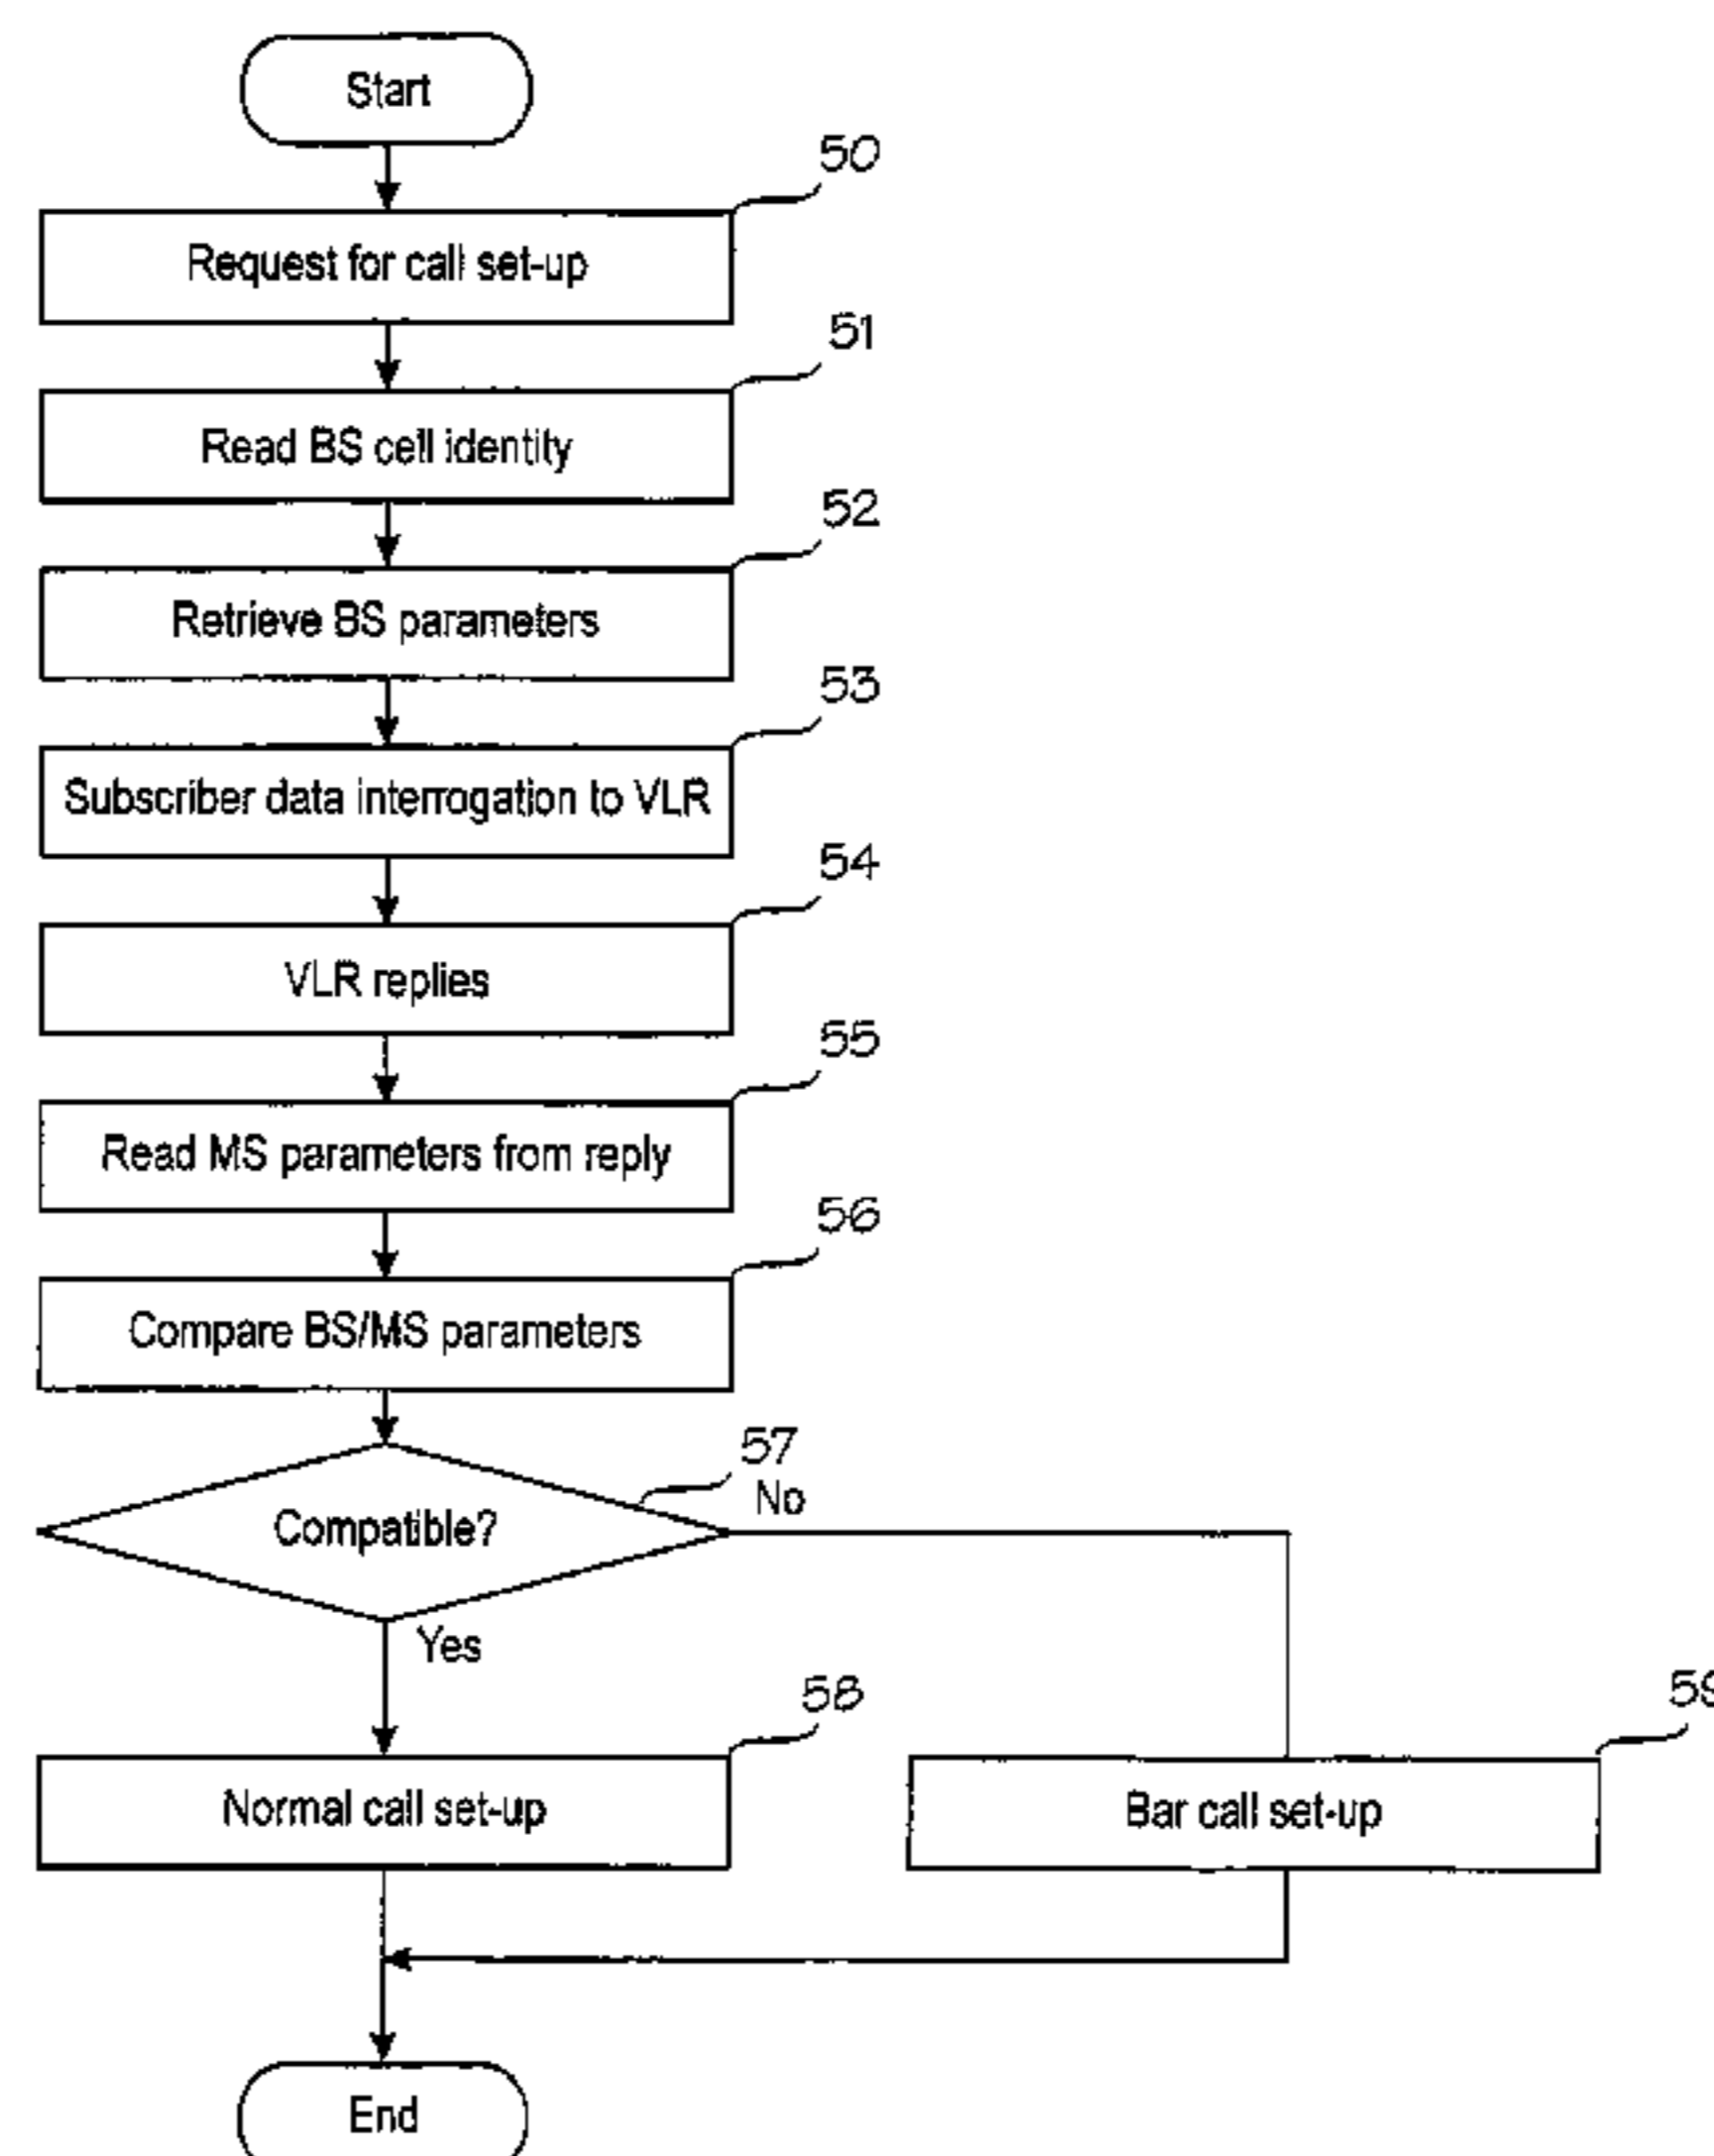 Start
50
Request for call set-up
51
Read BS cell identity
52
Retrieve BS parameters
53
Subscriber data interrogation to VLR
54
VLR replies
55
Read MS parameters from reply
56
Compare BS/MS parameters
57
No
Compatible?
Yes
58
59
Normal call set-up
Bar call set-up
End